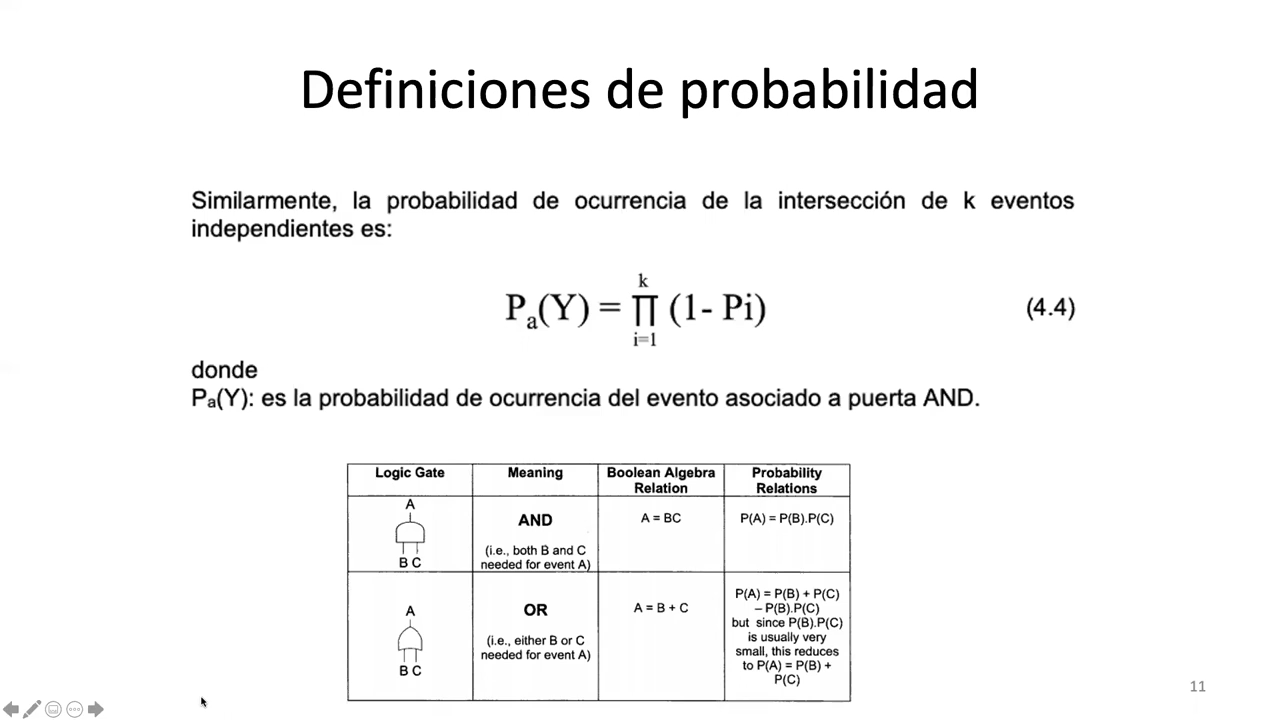 Definiciones de probabilidad
Similarmente, la probabilidad de ocurrencia de la intersección de k eventos
independientes es:
k
Pa(Y) = ∏ (1- Pi)
i=1
(4.4)
donde
Pa(Y): es la probabilidad de ocurrencia del evento asociado a puerta AND.
Logic Gate
Meaning
Boolean Algebra
Relation
Probability
Relations
A
B C
AND
(i.e., both B and C
needed for event A)
A = BC
P(A) = P(B).P(C)
A
B C
OR
(i.e., either B or C
needed for event A)
A = B + C
P(A) = P(B) + P(C)
– P(B).P(C)
but since P(B).P(C)
is usually very
small, this reduces
to P(A) = P(B) +
P(C)
11